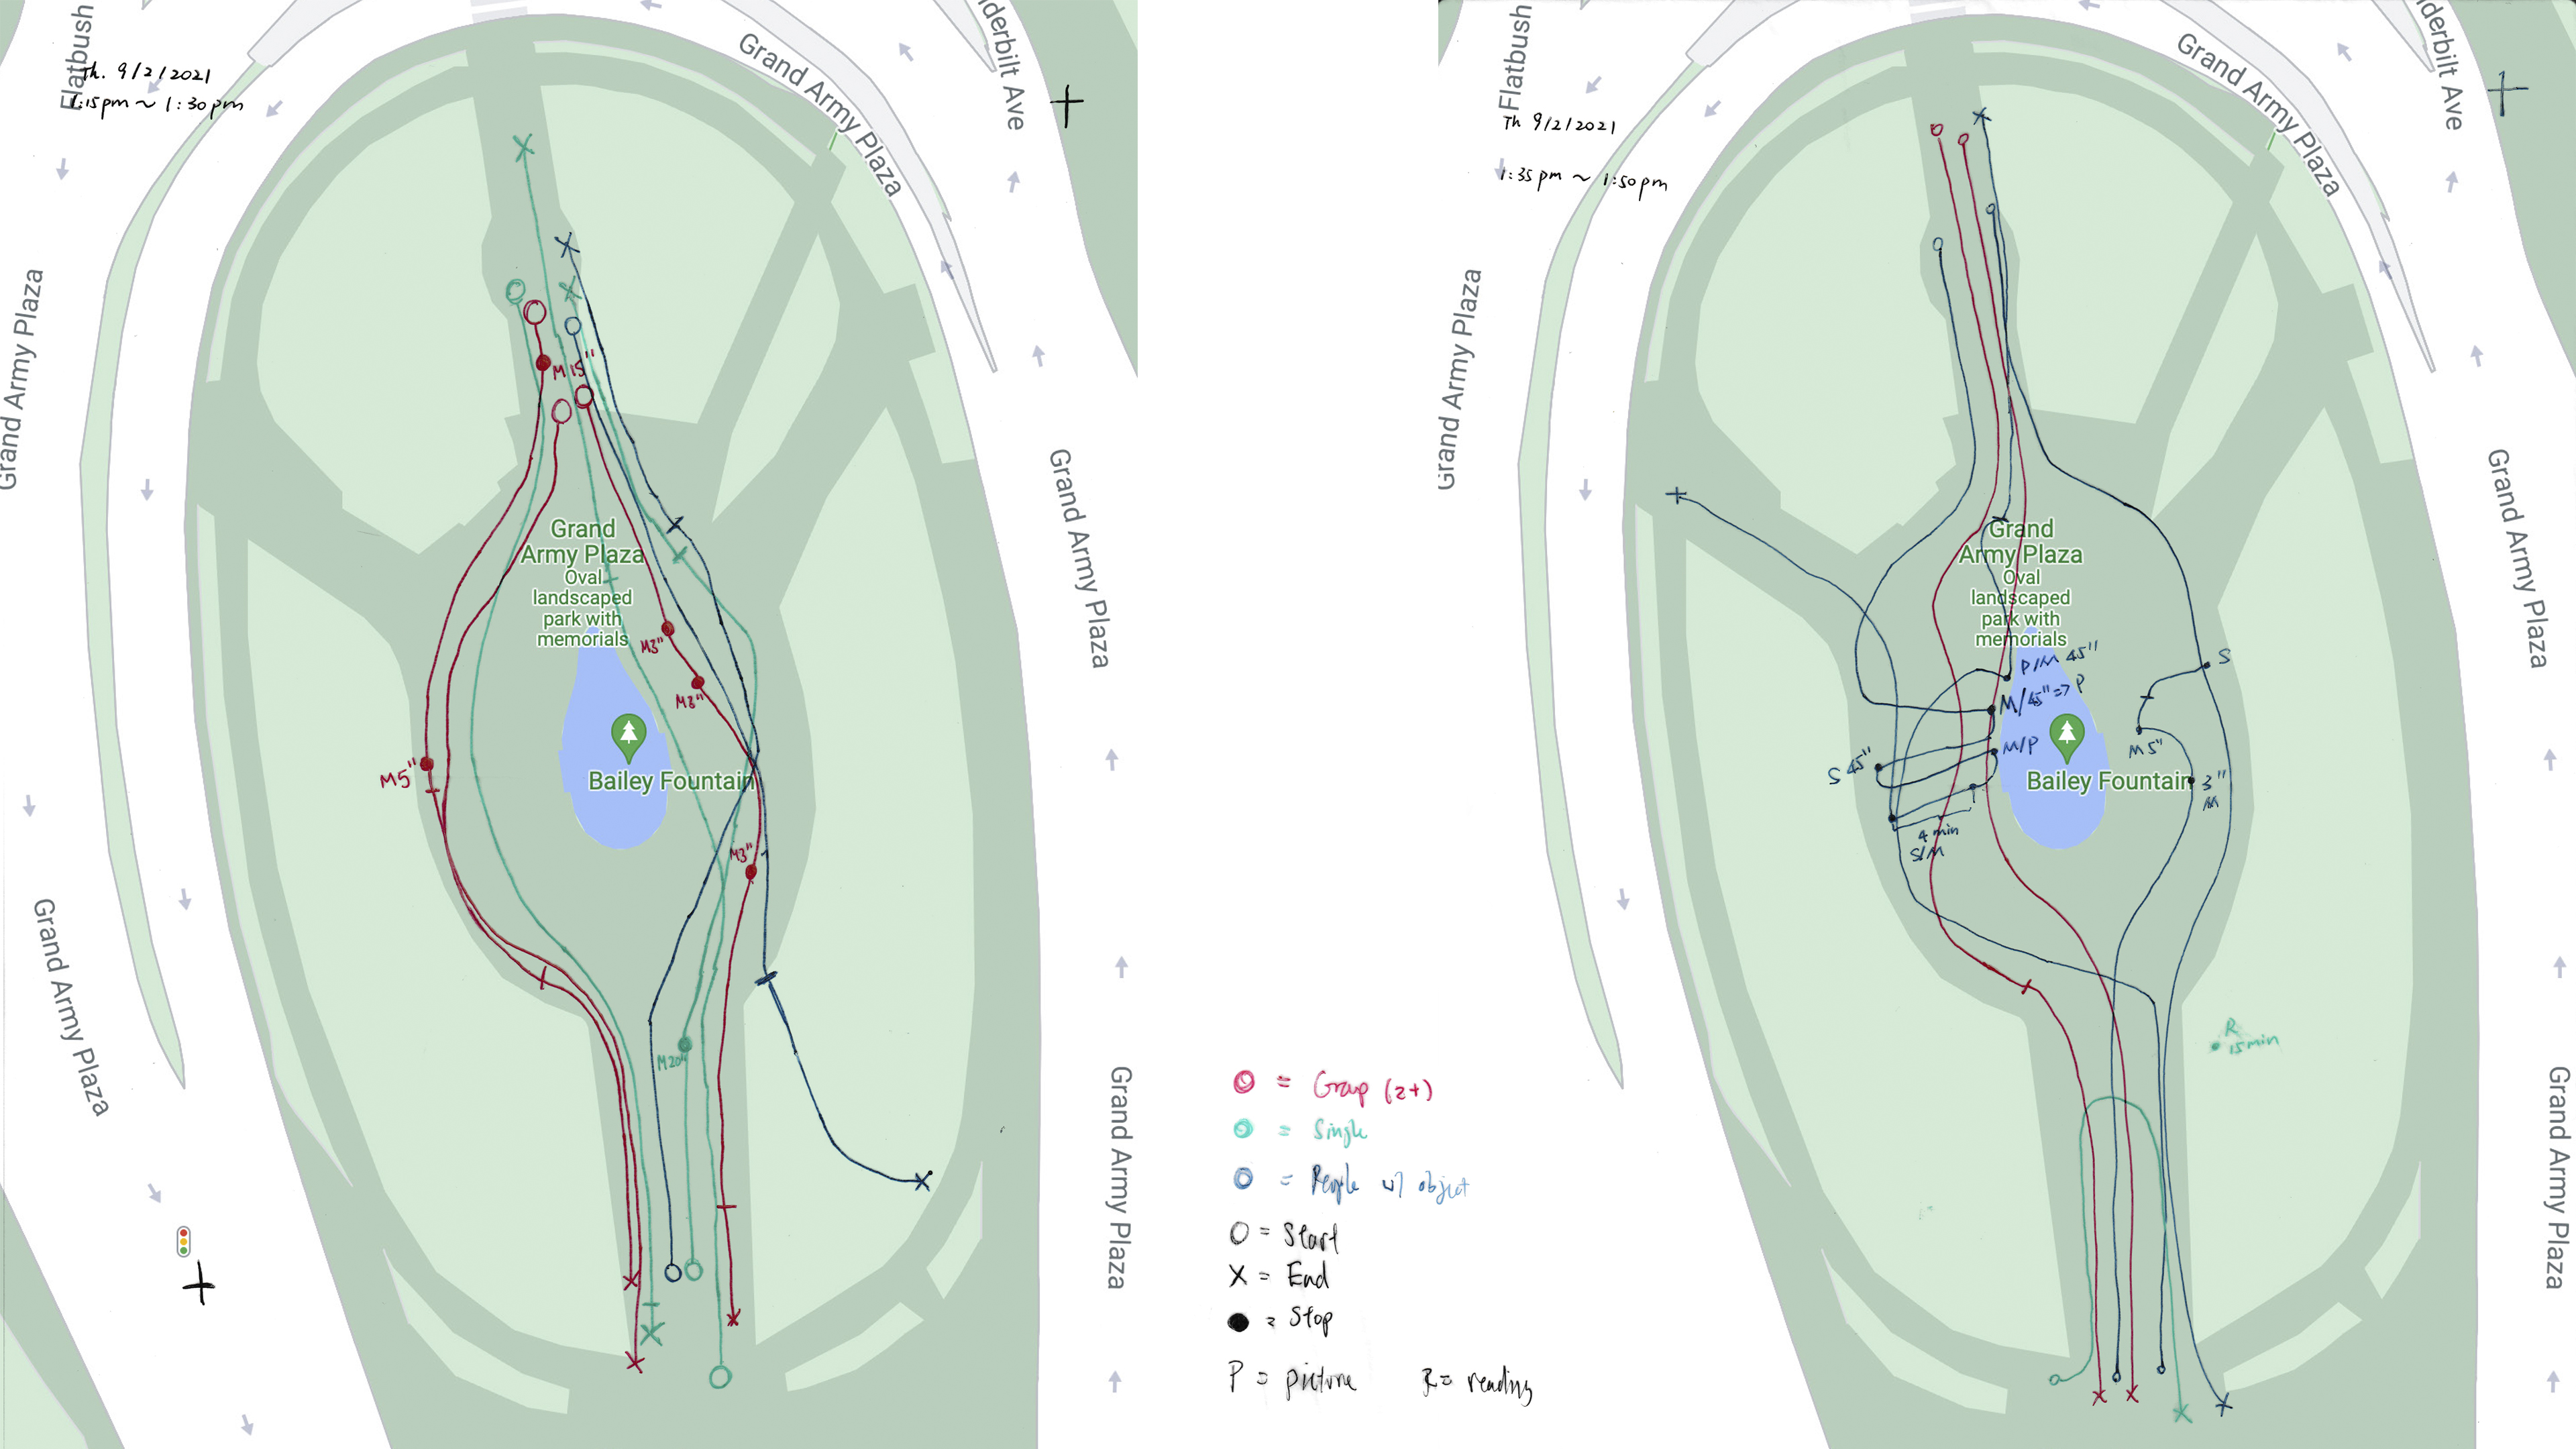 Flatbush
Th. 9/2/2021
1:15pm ~ 1:30pm
Grand Army Plaza
derbilt Ave
Grand Army Plaza
Grand Army Plaza
Grand Army Plaza
Grand Army Plaza
M 15"
Grand
Army Plaza
Oval
landscaped
park with
memorials
M3"
M3"
M5"
Bailey Fountain
M3"
M20"
Grand Army Plaza
= Group (2+)
= Single
= People w/ object
O = Start
X = End
= Stop
P = picture
R = reading
Flatbush
Th 9/2/2021
1:35pm ~ 1:50pm
Grand Army Plaza
derbilt Ave
Grand Army Plaza
Grand Army Plaza
Grand
Army Plaza
Oval
landscaped
park with
memorials
P/M 45"
M/45" => P
M/P
S 45"
S
M 5"
Bailey Fountain
3"
M
4 min
S/M
R
15min
Grand Army Plaza